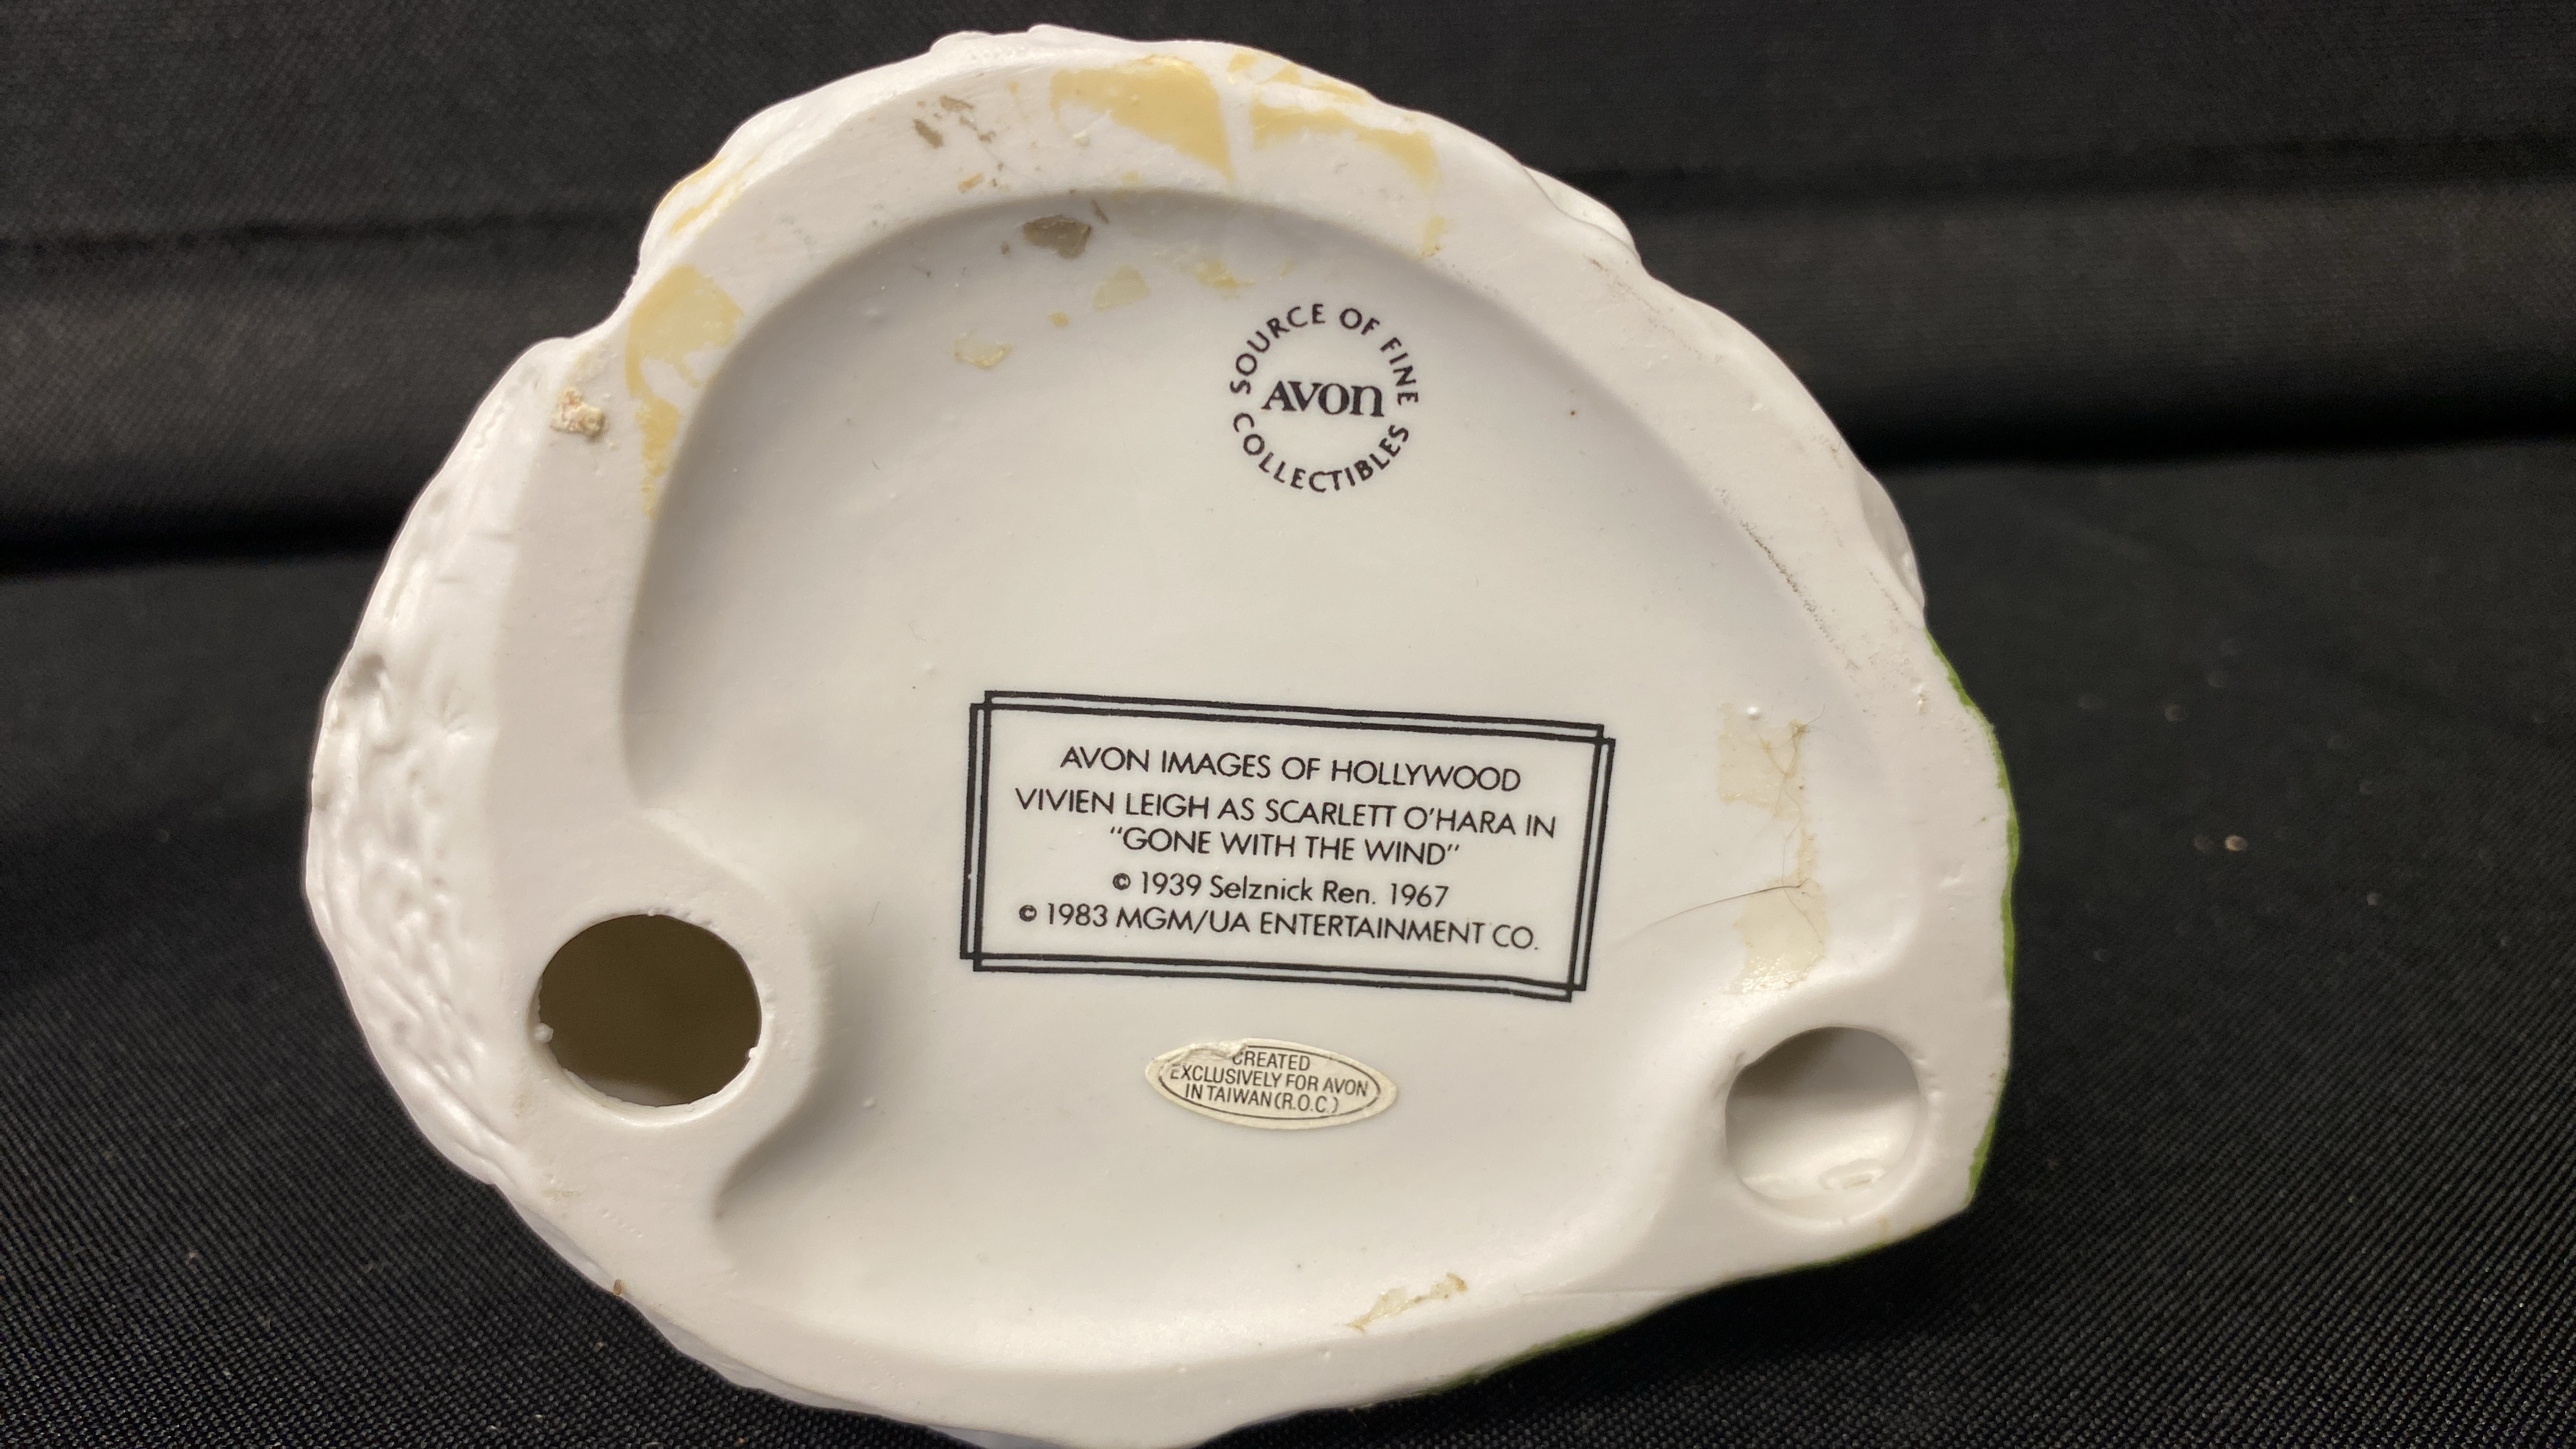 SOURCE OF FINE
AVON
COLLECTIBLES
AVON IMAGES OF HOLLYWOOD
VIVIEN LEIGH AS SCARLETT O'HARA IN
"GONE WITH THE WIND"
© 1939 Selznick Ren. 1967
© 1983 MGM/UA ENTERTAINMENT CO.
CREATED
EXCLUSIVELY FOR AVON
IN TAIWAN (R.O.C.)